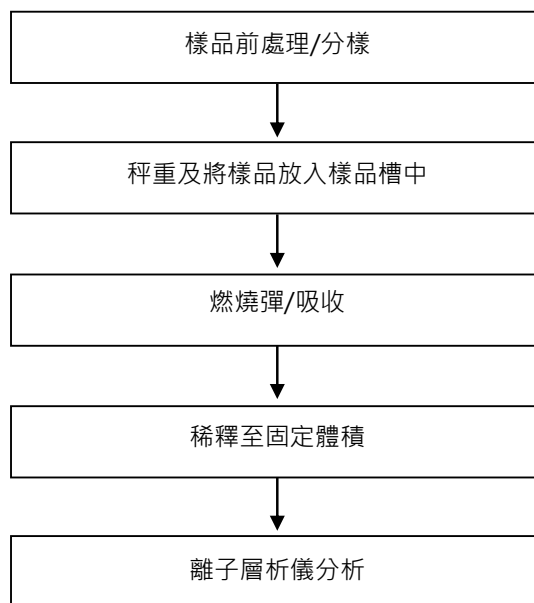 樣品前處理/分樣
秤重及將樣品放入樣品槽中
燃燒彈/吸收
稀釋至固定體積
離子層析儀分析